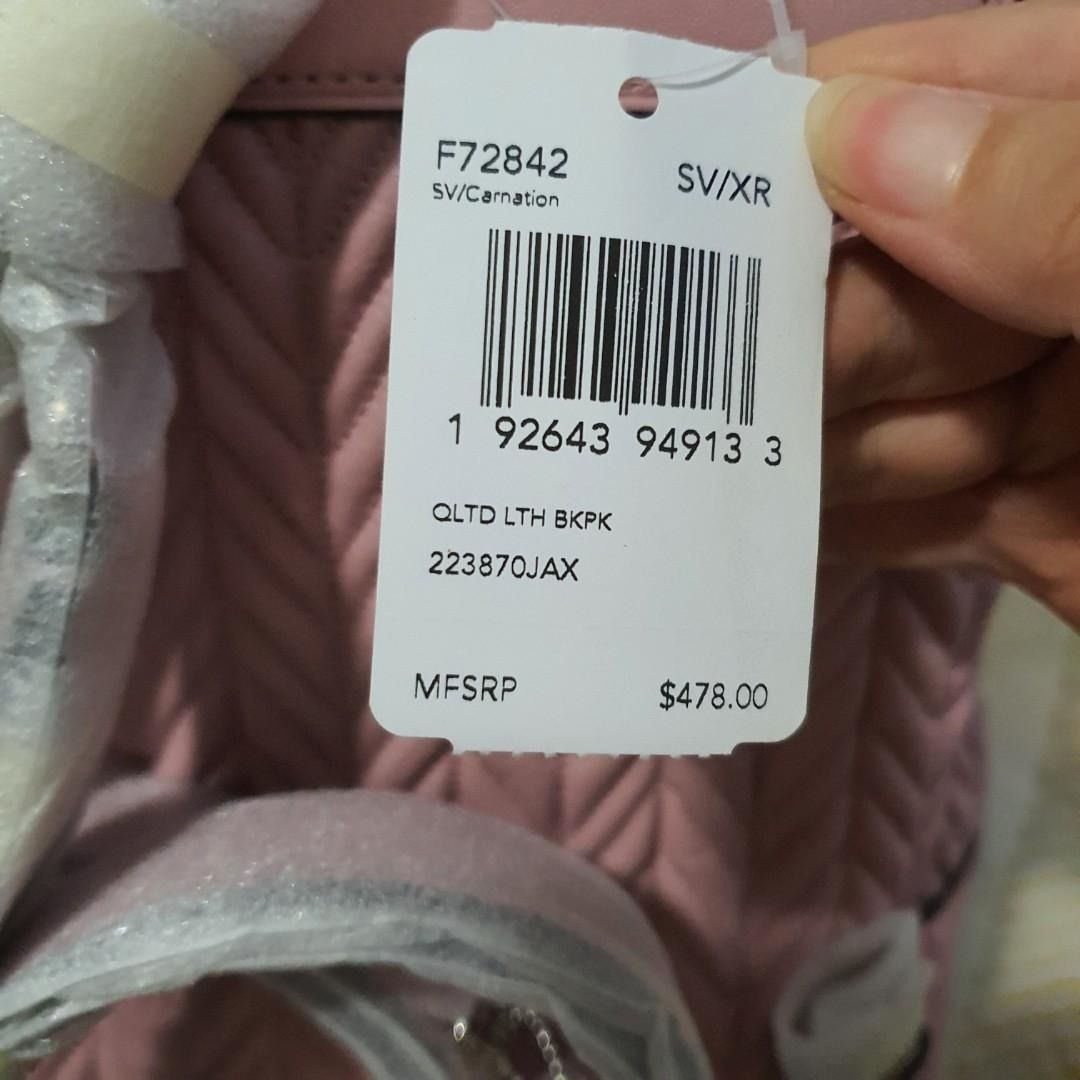 F72842
SV/XR
SV/Carnation
1 92643 94913 3
QLTD LTH BKPK
223870JAX
MFSRP $478.00